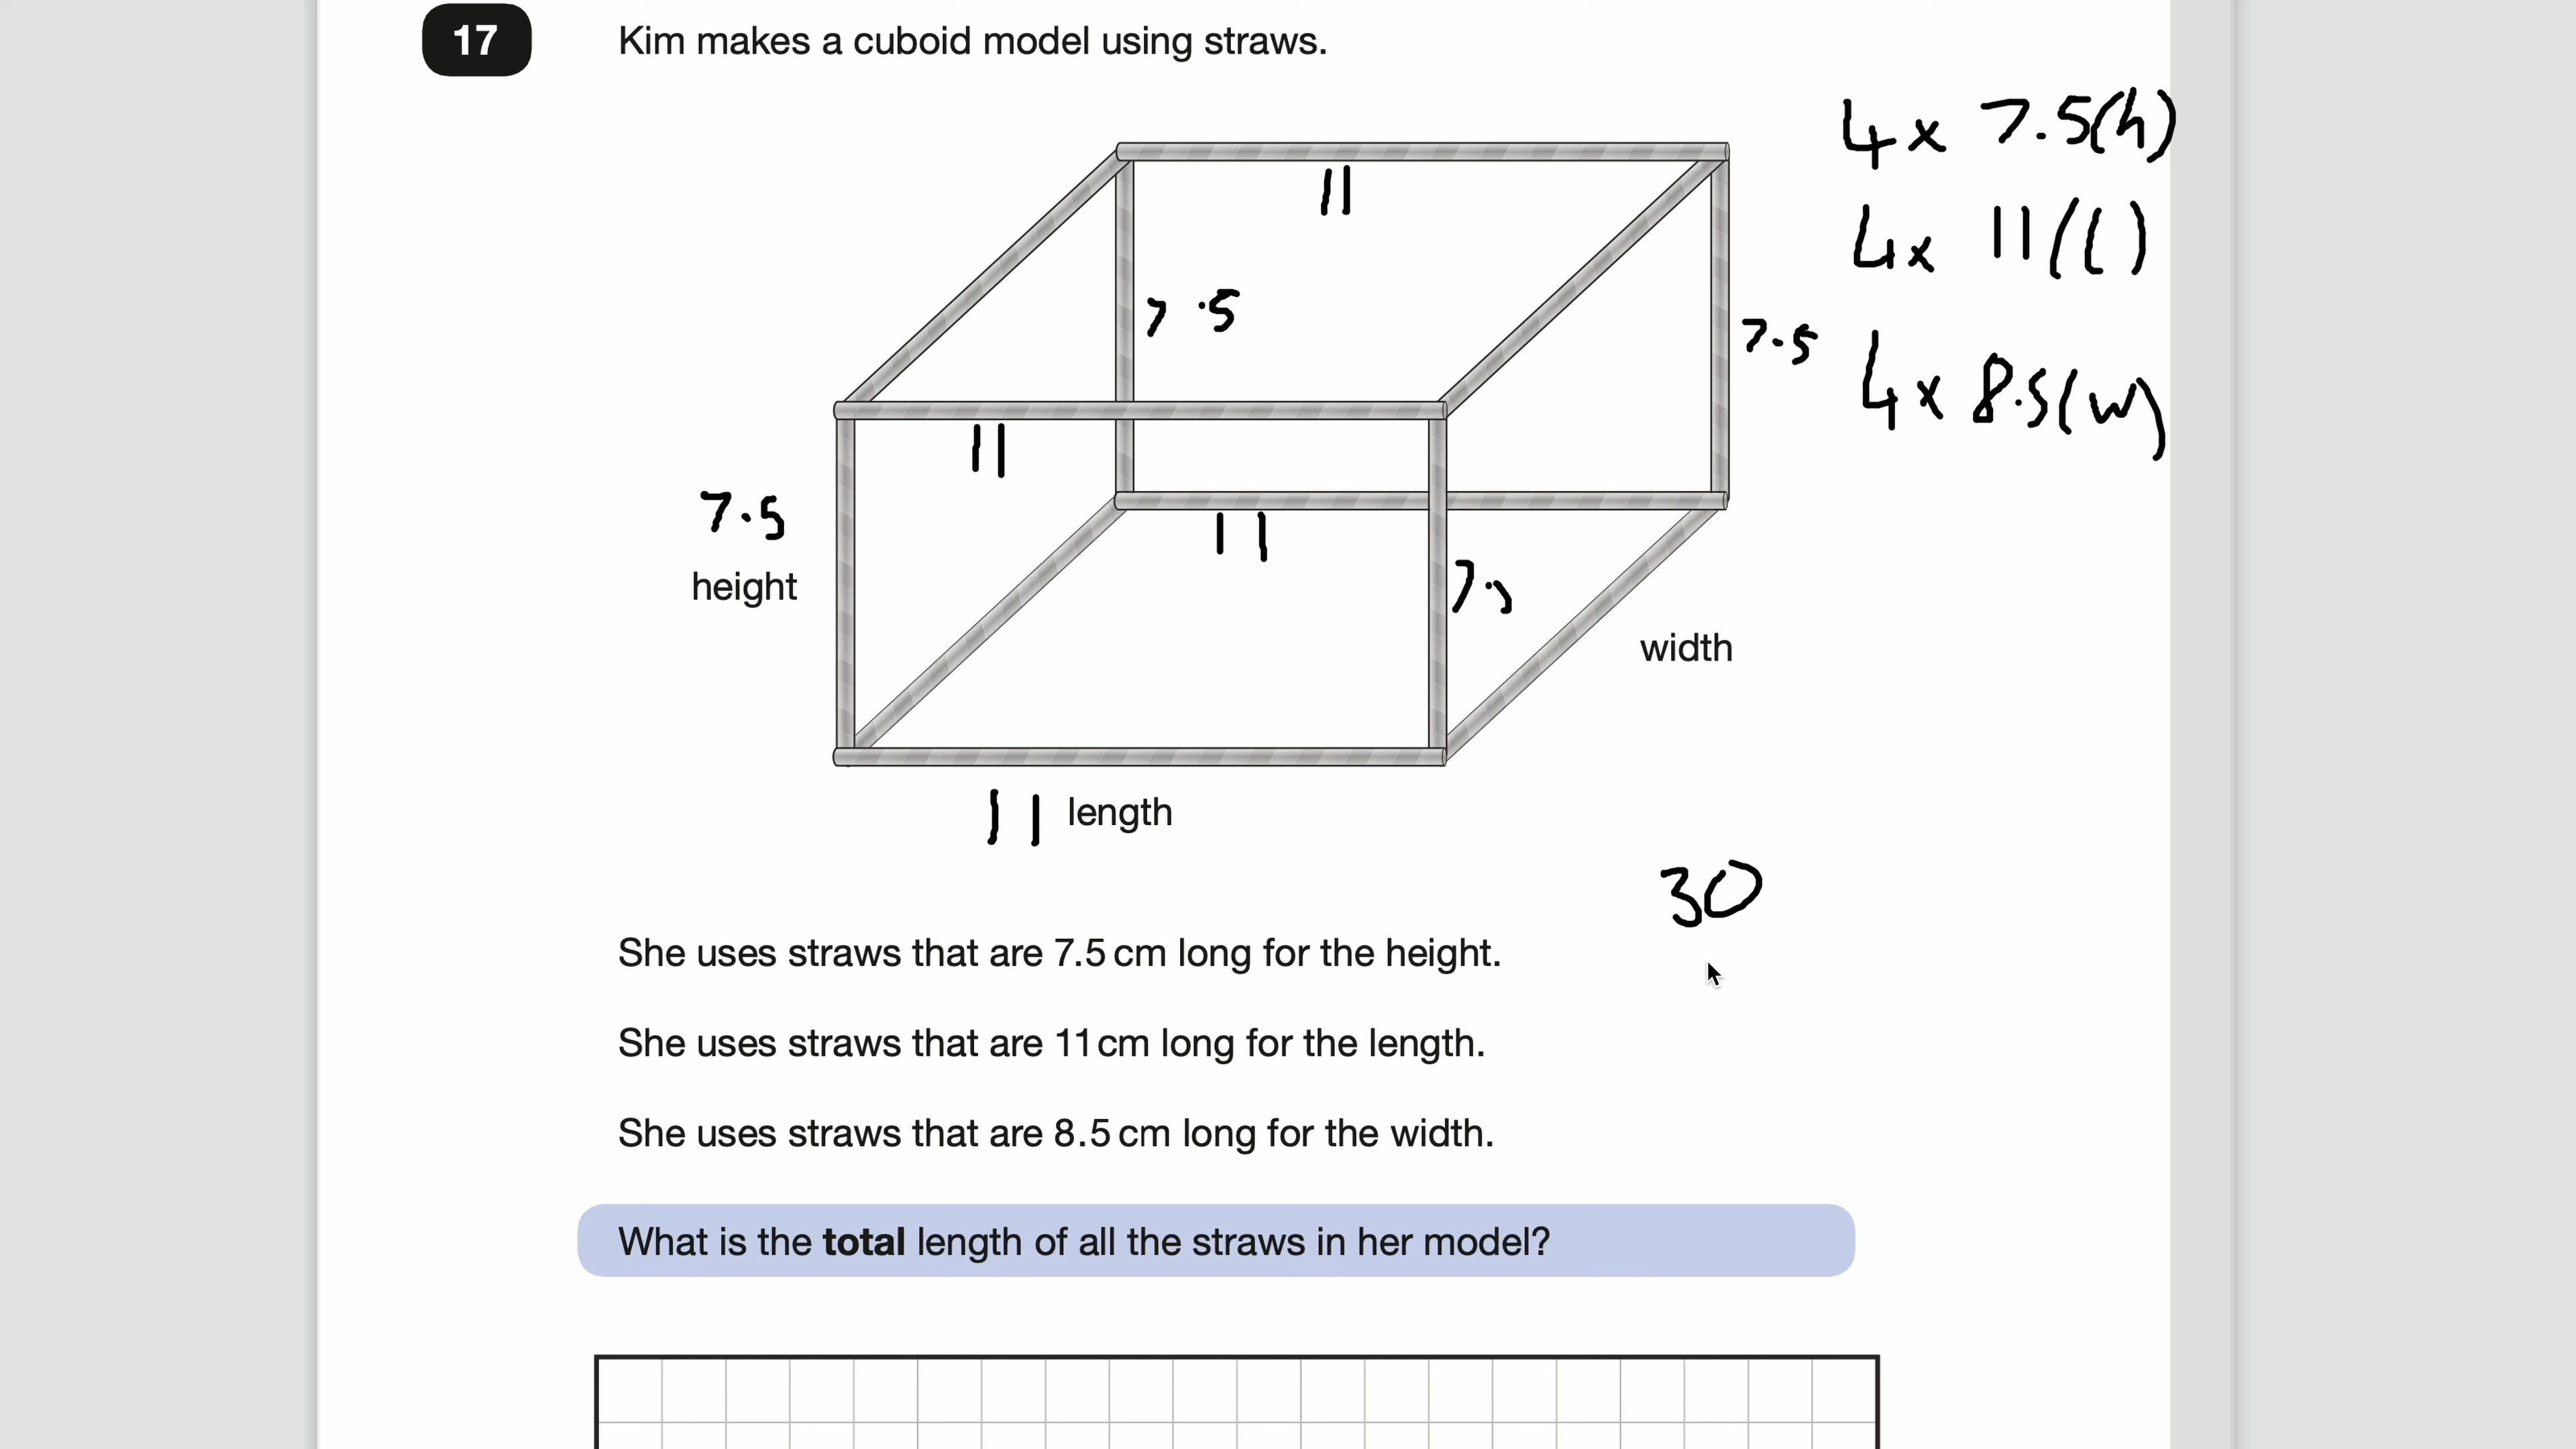 17 Kim makes a cuboid model using straws.
4 x 7.5(h)
11
4 x 11(l)
7.5
7.5
4 x 8.5(w)
11
7.5
11
height
width
11 length
30
She uses straws that are 7.5 cm long for the height.
She uses straws that are 11 cm long for the length.
She uses straws that are 8.5 cm long for the width.
What is the total length of all the straws in her model?